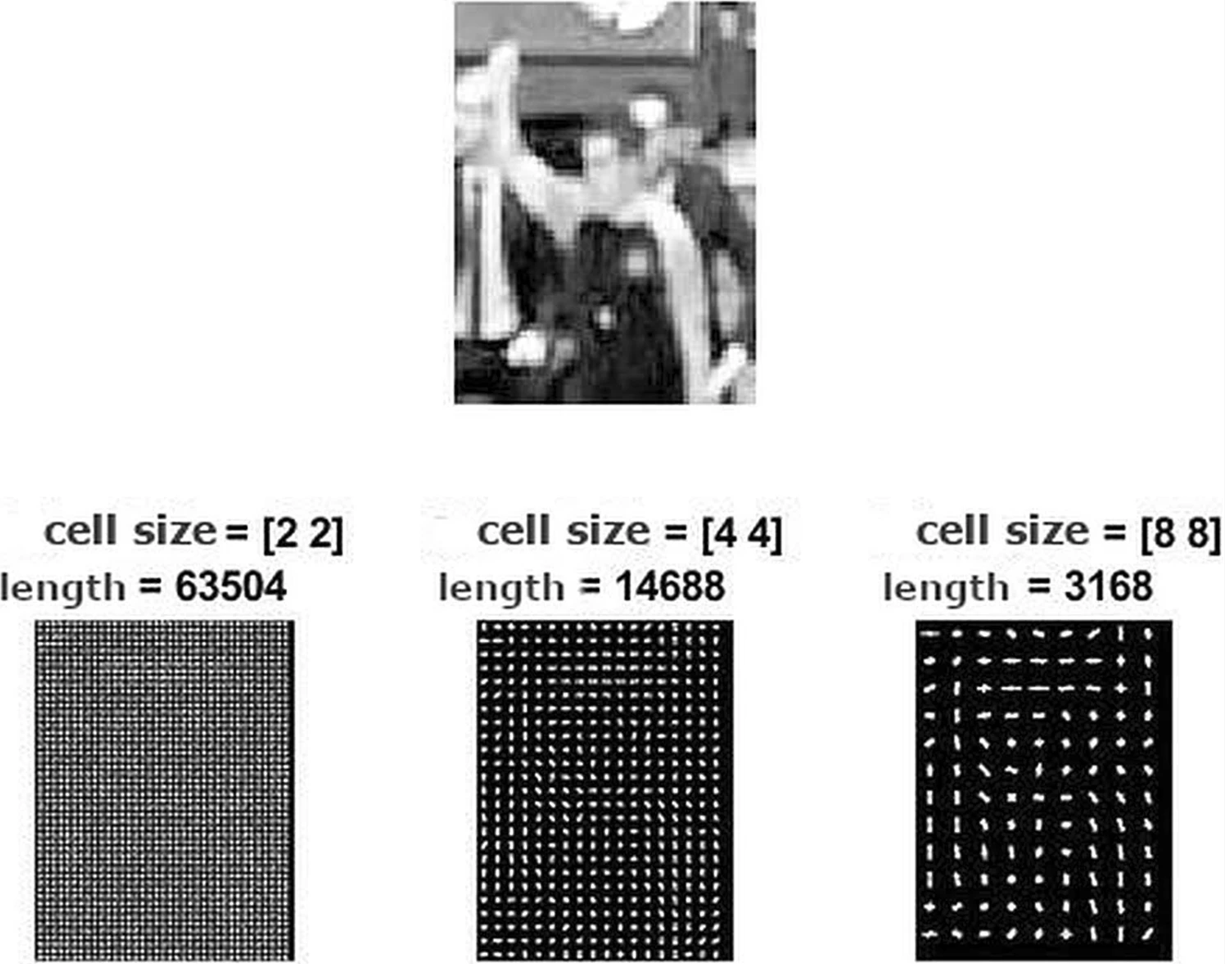 cell size = [2 2]
length = 63504
cell size = [4 4]
length = 14688
cell size = [8 8]
length = 3168